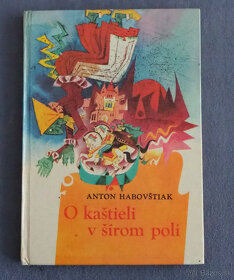 ANTON HABOVŠTIAK
O kaštieli
v šírom poli